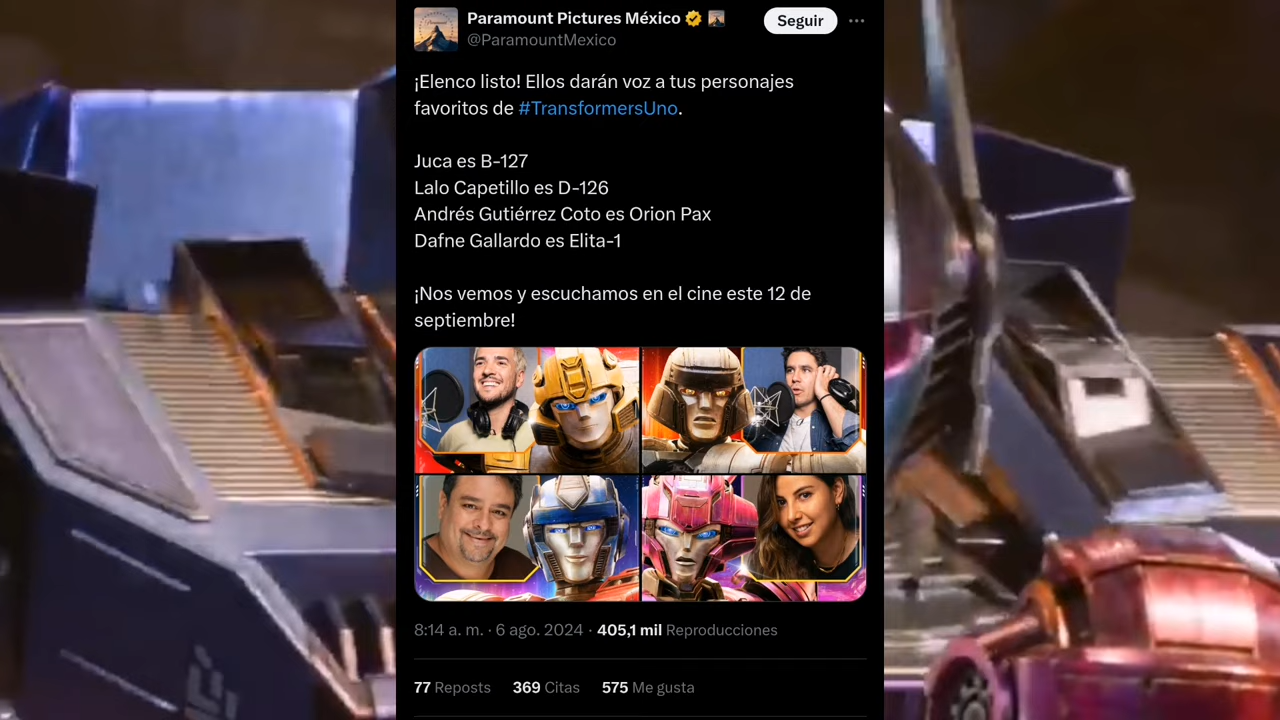 Paramount Pictures México
Seguir
@ParamountMexico
¡Elenco listo! Ellos darán voz a tus personajes
favoritos de #TransformersUno.
Juca es B-127
Lalo Capetillo es D-126
Andrés Gutiérrez Coto es Orion Pax
Dafne Gallardo es Elita-1
¡Nos vemos y escuchamos en el cine este 12 de
septiembre!
8:14 a. m. · 6 ago. 2024 · 405,1 mil Reproducciones
77 Reposts 369 Citas 575 Me gusta